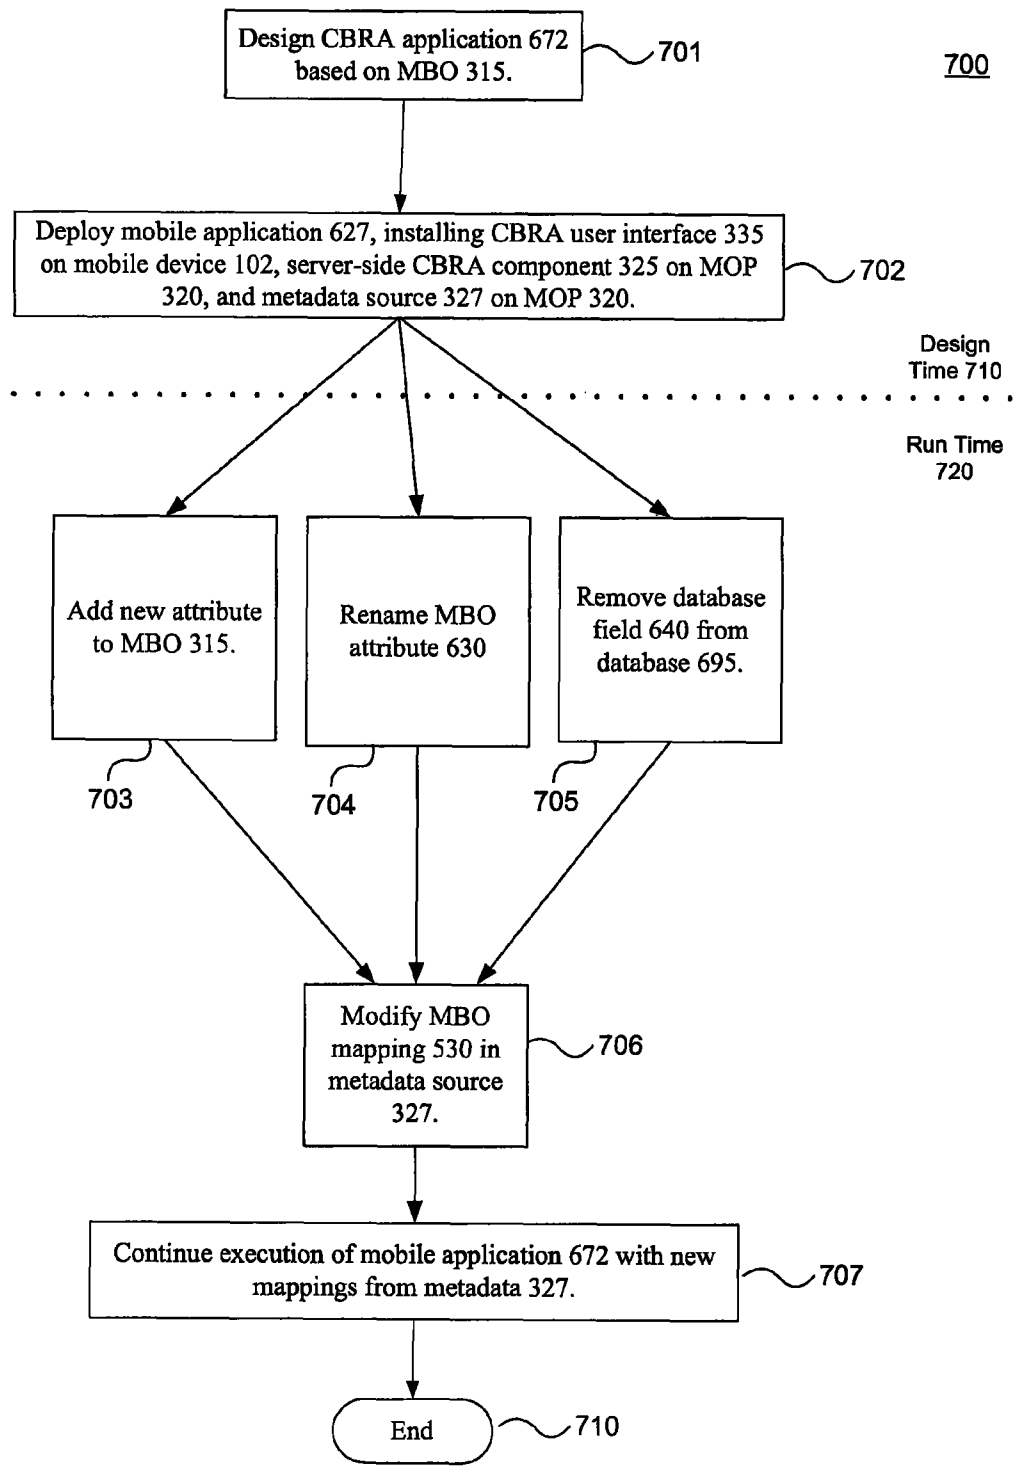 Design CBRA application 672
based on MBO 315.
701
700
Deploy mobile application 627, installing CBRA user interface 335
on mobile device 102, server-side CBRA component 325 on MOP
320, and metadata source 327 on MOP 320.
702
Design
Time 710
Run Time
720
Add new attribute
to MBO 315.
703
Rename MBO
attribute 630
704
Remove database
field 640 from
database 695.
705
Modify MBO
mapping 530 in
metadata source
327.
706
Continue execution of mobile application 672 with new
mappings from metadata 327.
707
End
710